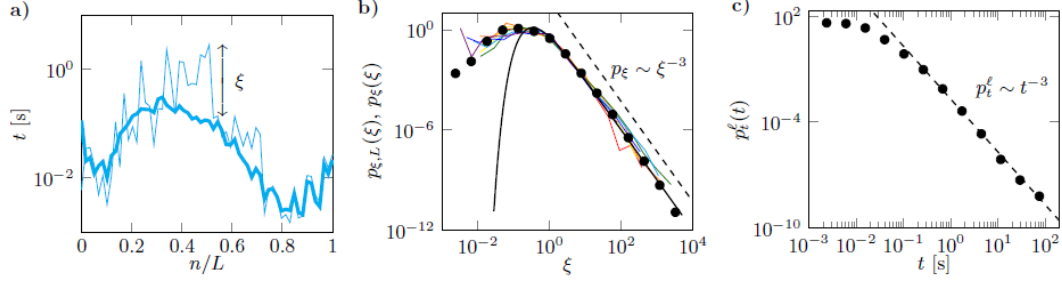 a)
t [s]
10^0
10^{-2}
ξ
0 0.2 0.4 0.6 0.8 1
n/L
b)
p_{ξ,L}(ξ), p_ξ(ξ)
10^0
10^{-6}
10^{-12}
p_ξ ∼ ξ^{-3}
10^{-2} 10^0 10^2 10^4
ξ
c)
p_t^ℓ(t)
10^2
10^{-4}
10^{-10}
p_t^ℓ ∼ t^{-3}
10^{-3} 10^{-2} 10^{-1} 10^0 10^1 10^2
t [s]